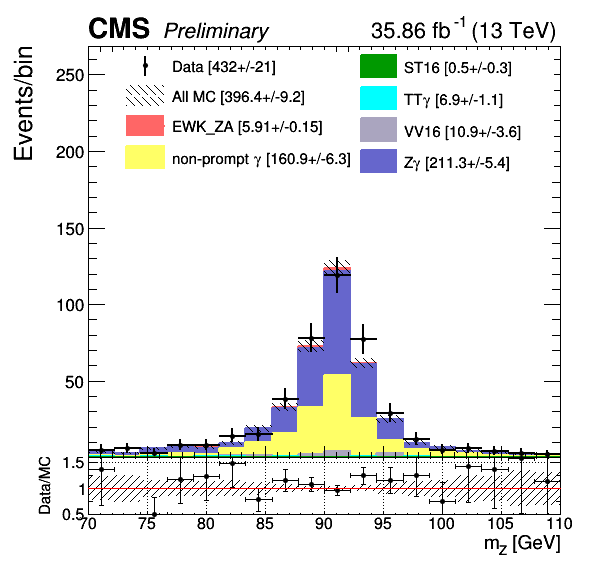 CMS Preliminary 35.86 fb⁻¹ (13 TeV)
Events/bin
Data [432+/-21]
All MC [396.4+/-9.2]
EWK_ZA [5.91+/-0.15]
non-prompt γ [160.9+/-6.3]
ST16 [0.5+/-0.3]
TTγ [6.9+/-1.1]
VV16 [10.9+/-3.6]
Zγ [211.3+/-5.4]
250
200
150
100
50
Data/MC
1.5
1
0.5
70 75 80 85 90 95 100 105 110
m_Z [GeV]